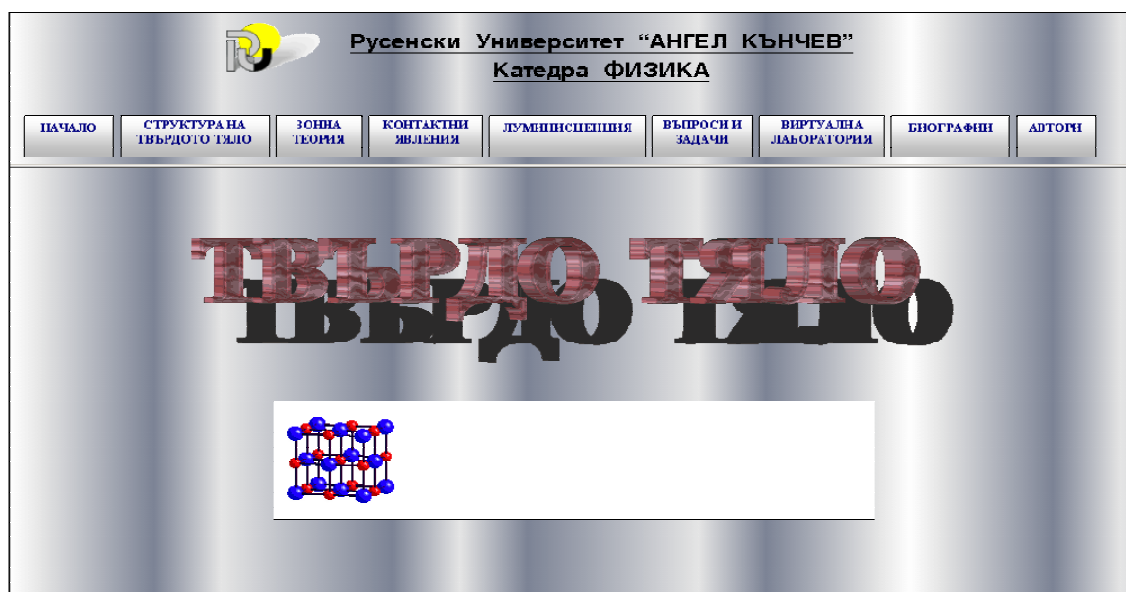 Русенски Университет “АНГЕЛ КЪНЧЕВ”
Катедра ФИЗИКА
НАЧАЛО
СТРУКТУРА НА
ТВЪРДОТО ТЯЛО
ЗОННА
ТЕОРИЯ
КОНТАКТНИ
ЯВЛЕНИЯ
ЛУМИНИСЦЕНЦИЯ
ВЪПРОСИ И
ЗАДАЧИ
ВИРТУАЛНА
ЛАБОРАТОРИЯ
БИОГРАФИИ
АВТОРИ
ТВЪРДО ТЯЛО